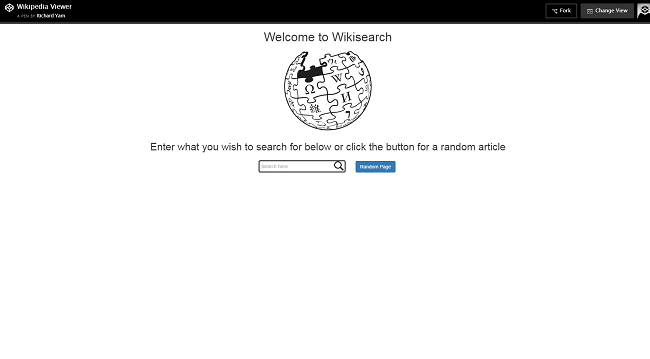 Wikipedia Viewer
A PEN BY Richard Yam
Fork
Change View
Welcome to Wikisearch
Ω
W
維
И
Enter what you wish to search for below or click the button for a random article
Search here
Random Page